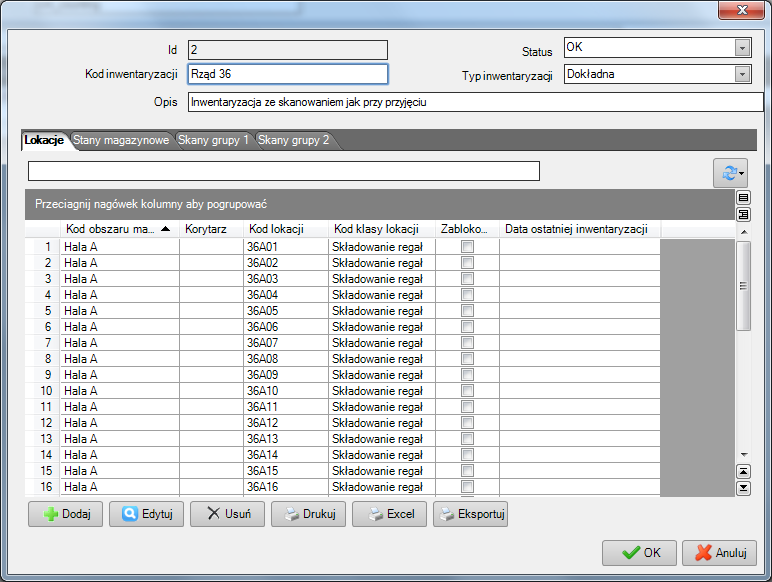 Id 2 Status OK
Kod inwentaryzacji Rząd 36 Typ inwentaryzacji Dokładna
Opis Inwentaryzacja ze skanowaniem jak przy przyjęciu
Lokacje Stany magazynowe Skany grupy 1 Skany grupy 2
Przeciagnij nagówek kolumny aby pogrupować
Kod obszaru ma... Korytarz Kod lokacji Kod klasy lokacji Zabloko... Data ostatniej inwentaryzacji
1 Hala A 36A01 Składowanie regał
2 Hala A 36A02 Składowanie regał
3 Hala A 36A03 Składowanie regał
4 Hala A 36A04 Składowanie regał
5 Hala A 36A05 Składowanie regał
6 Hala A 36A06 Składowanie regał
7 Hala A 36A07 Składowanie regał
8 Hala A 36A08 Składowanie regał
9 Hala A 36A09 Składowanie regał
10 Hala A 36A10 Składowanie regał
11 Hala A 36A11 Składowanie regał
12 Hala A 36A12 Składowanie regał
13 Hala A 36A13 Składowanie regał
14 Hala A 36A14 Składowanie regał
15 Hala A 36A15 Składowanie regał
16 Hala A 36A16 Składowanie regał
Dodaj Edytuj Usuń Drukuj Excel Eksportuj
OK Anuluj